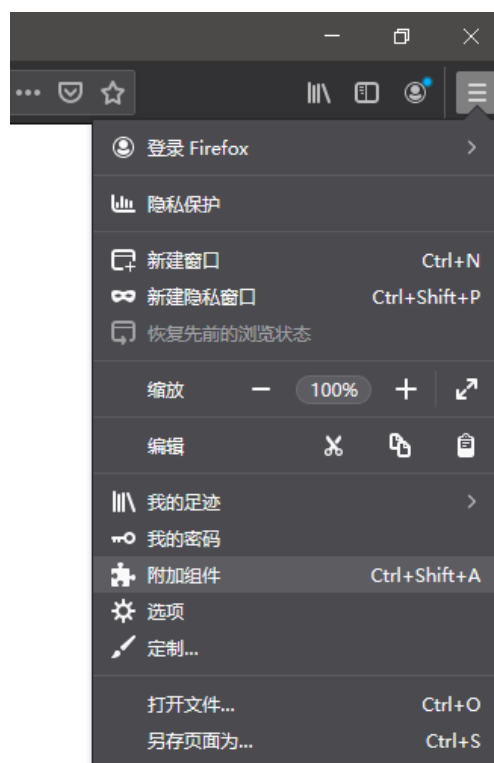 登录 Firefox
隐私保护
新建窗口 Ctrl+N
新建隐私窗口 Ctrl+Shift+P
恢复先前的浏览状态
缩放 100%
编辑
我的足迹
我的密码
附加组件 Ctrl+Shift+A
选项
定制...
打开文件... Ctrl+O
另存页面为... Ctrl+S